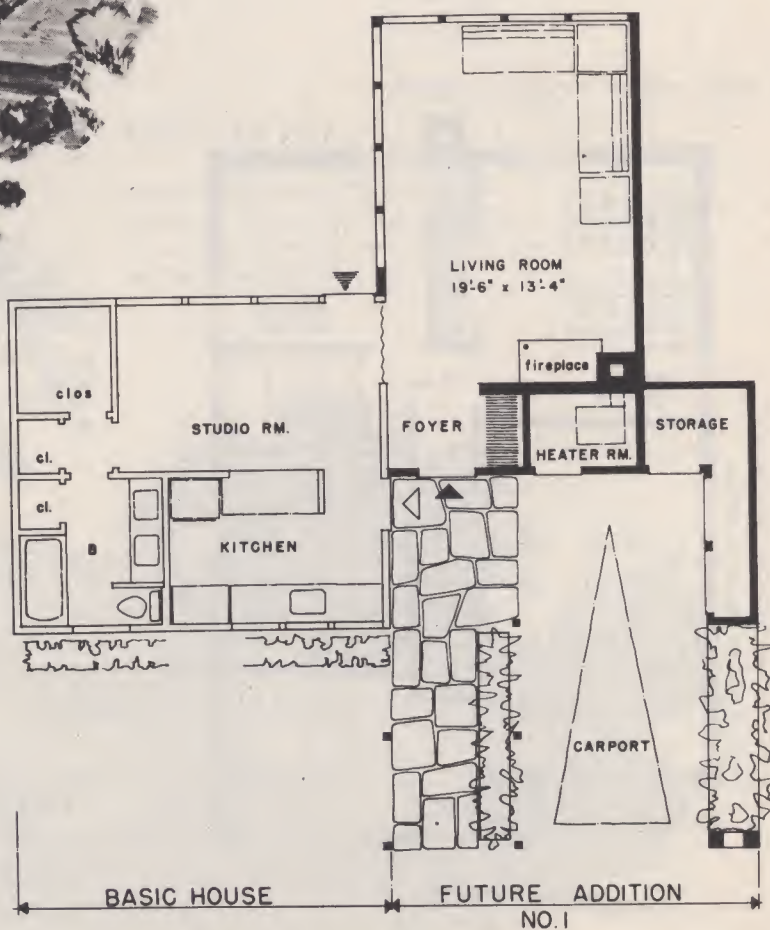 LIVING ROOM
19'-6" x 13'-4"
fireplace
clos
STUDIO RM.
FOYER
HEATER RM.
STORAGE
cl.
cl.
B
KITCHEN
CARPORT
BASIC HOUSE
FUTURE ADDITION
NO. 1